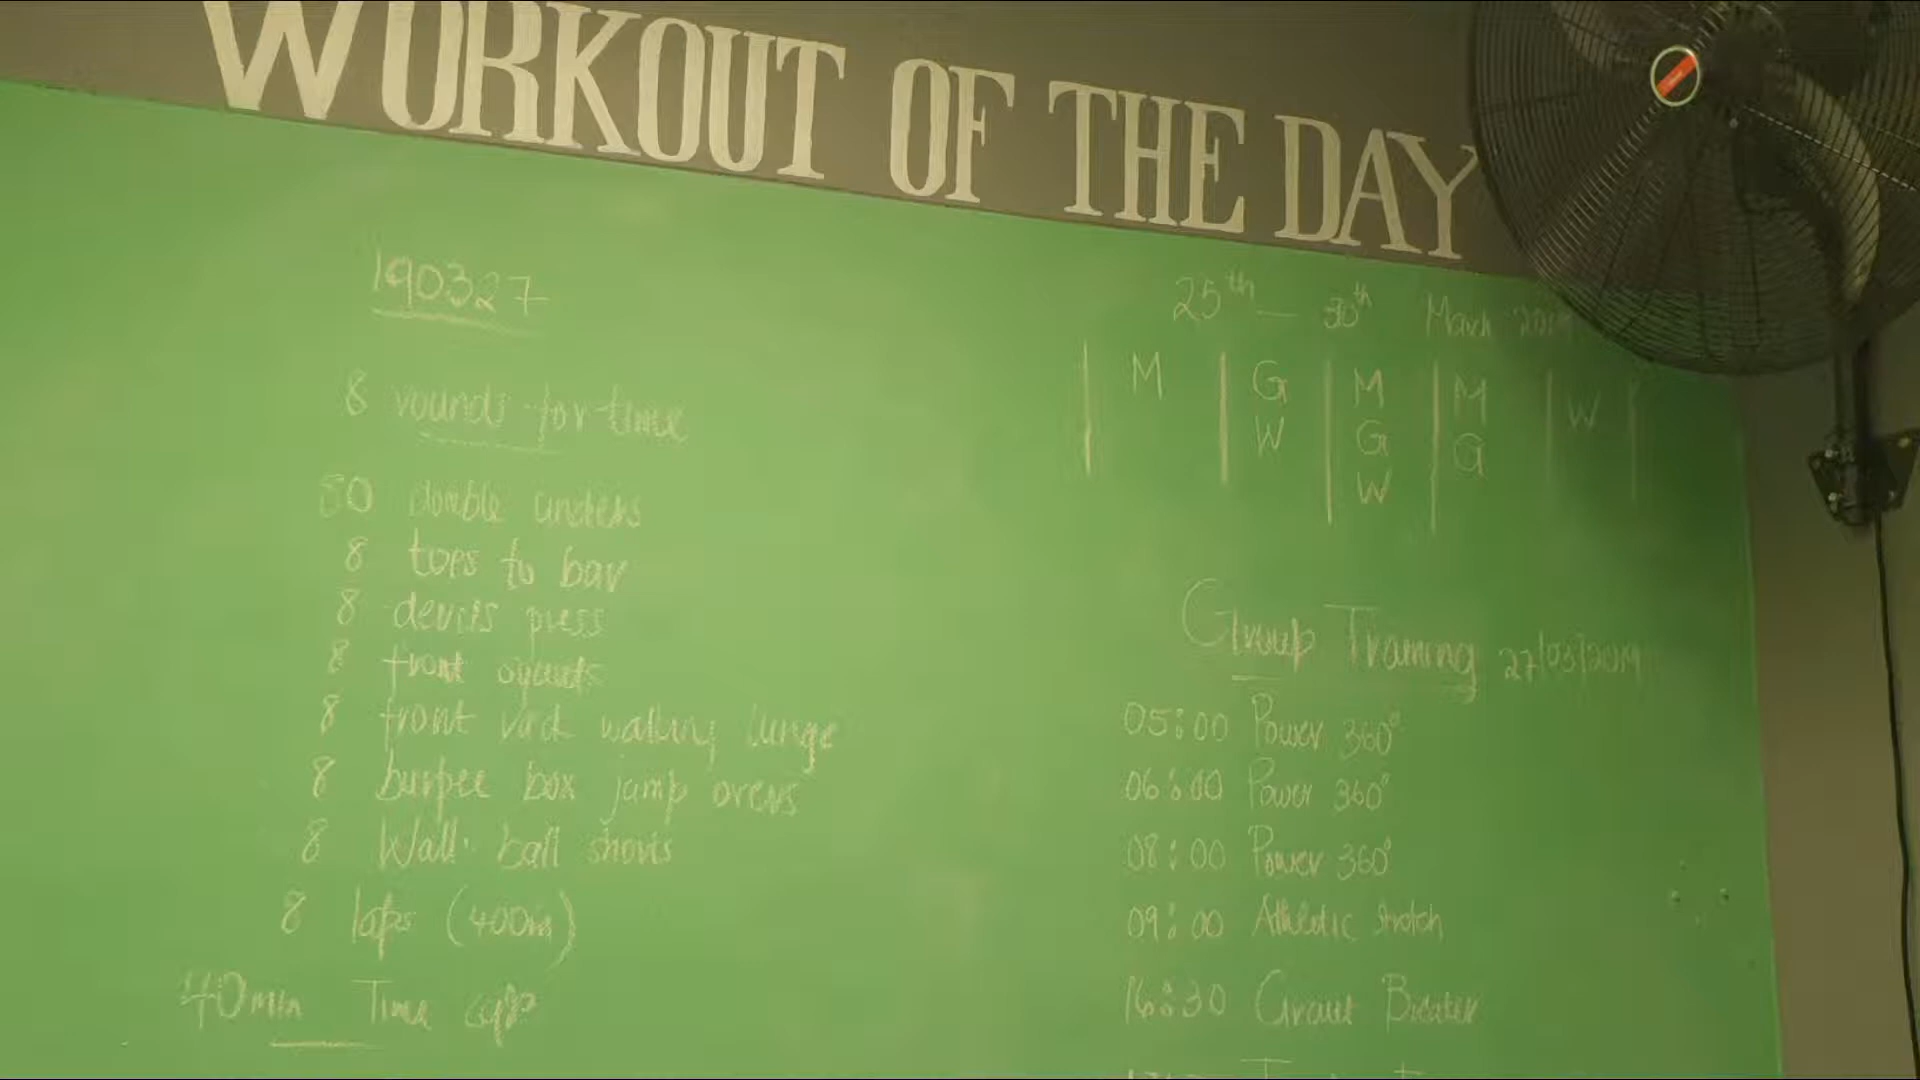 WORKOUT OF THE DAY
190327
8 rounds for time
50 double unders
8 toes to bar
8 devils press
8 front squats
8 front rack walking lunge
8 burpee box jump overs
8 Wall ball shots
8 laps (400m)
40min Time cap
25th — 30th March
M G M M W
W G G
W
Group Training 27/03/2019
05:00 Power 360°
06:00 Power 360°
08:00 Power 360°
09:00 Athletic Stretch
16:30 Circuit Breaker